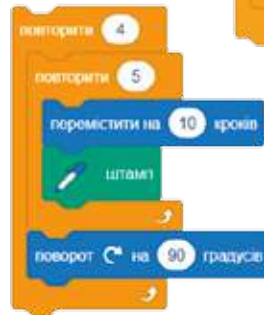 повторити 4
повторити 5
перемістити на 10 кроків
штамп
поворот на 90 градусів